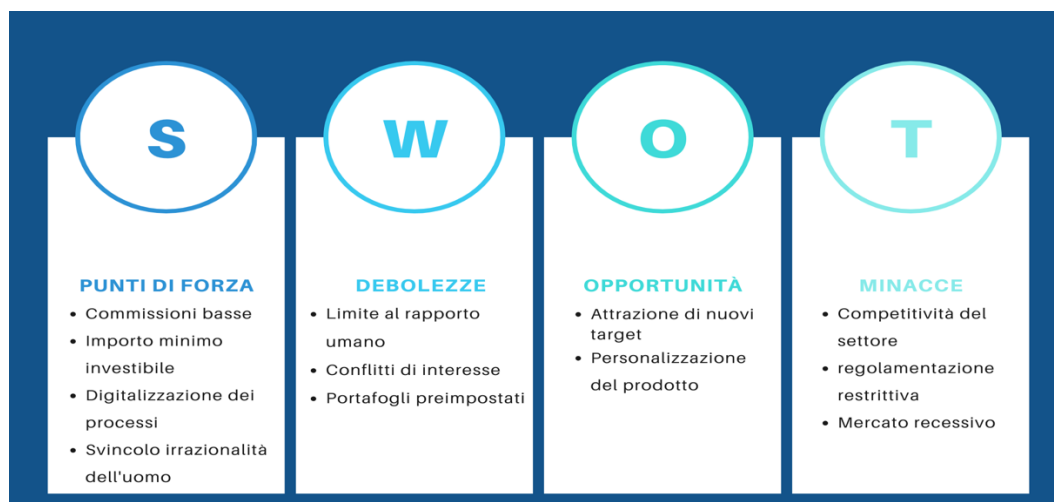 S
PUNTI DI FORZA
• Commissioni basse
• Importo minimo
investibile
• Digitalizzazione dei
processi
• Svincolo irrazionalità
dell'uomo
W
DEBOLEZZE
• Limite al rapporto
umano
• Conflitti di interesse
• Portafogli preimpostati
O
OPPORTUNITÀ
• Attrazione di nuovi
target
• Personalizzazione
del prodotto
T
MINACCE
• Competitività del
settore
• regolamentazione
restrittiva
• Mercato recessivo